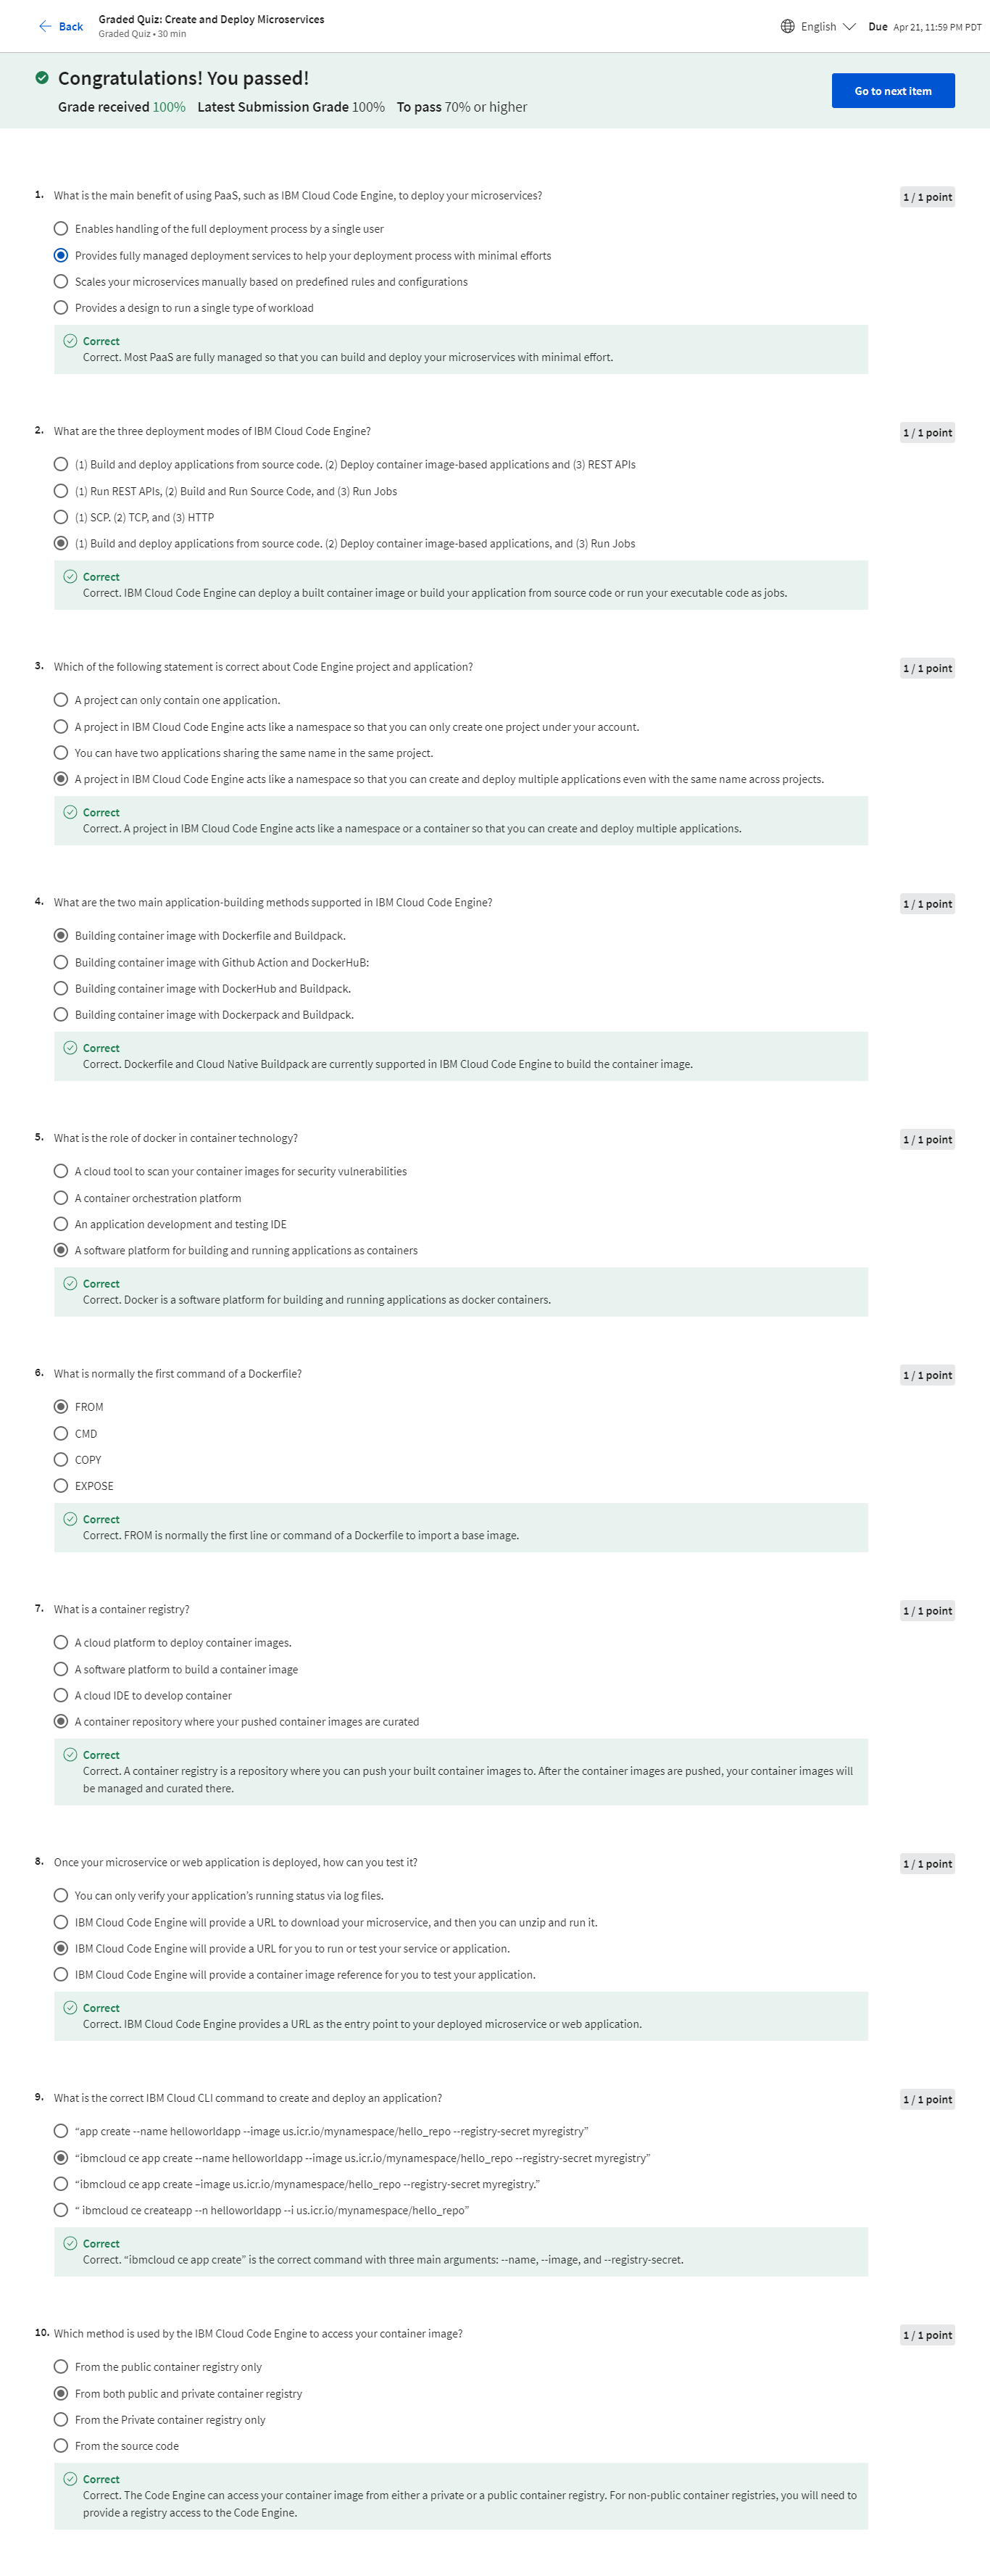 Back
Graded Quiz: Create and Deploy Microservices
Graded Quiz • 30 min
English
Due Apr 21, 11:59 PM PDT
Congratulations! You passed!
Grade received 100% Latest Submission Grade 100% To pass 70% or higher
Go to next item
1. What is the main benefit of using PaaS, such as IBM Cloud Code Engine, to deploy your microservices?
1 / 1 point
Enables handling of the full deployment process by a single user
Provides fully managed deployment services to help your deployment process with minimal efforts
Scales your microservices manually based on predefined rules and configurations
Provides a design to run a single type of workload
Correct
Correct. Most PaaS are fully managed so that you can build and deploy your microservices with minimal effort.
2. What are the three deployment modes of IBM Cloud Code Engine?
1 / 1 point
(1) Build and deploy applications from source code. (2) Deploy container image-based applications and (3) REST APIs
(1) Run REST APIs, (2) Build and Run Source Code, and (3) Run Jobs
(1) SCP. (2) TCP, and (3) HTTP
(1) Build and deploy applications from source code. (2) Deploy container image-based applications, and (3) Run Jobs
Correct
Correct. IBM Cloud Code Engine can deploy a built container image or build your application from source code or run your executable code as jobs.
3. Which of the following statement is correct about Code Engine project and application?
1 / 1 point
A project can only contain one application.
A project in IBM Cloud Code Engine acts like a namespace so that you can only create one project under your account.
You can have two applications sharing the same name in the same project.
A project in IBM Cloud Code Engine acts like a namespace so that you can create and deploy multiple applications even with the same name across projects.
Correct
Correct. A project in IBM Cloud Code Engine acts like a namespace or a container so that you can create and deploy multiple applications.
4. What are the two main application-building methods supported in IBM Cloud Code Engine?
1 / 1 point
Building container image with Dockerfile and Buildpack.
Building container image with Github Action and DockerHuB:
Building container image with DockerHub and Buildpack.
Building container image with Dockerpack and Buildpack.
Correct
Correct. Dockerfile and Cloud Native Buildpack are currently supported in IBM Cloud Code Engine to build the container image.
5. What is the role of docker in container technology?
1 / 1 point
A cloud tool to scan your container images for security vulnerabilities
A container orchestration platform
An application development and testing IDE
A software platform for building and running applications as containers
Correct
Correct. Docker is a software platform for building and running applications as docker containers.
6. What is normally the first command of a Dockerfile?
1 / 1 point
FROM
CMD
COPY
EXPOSE
Correct
Correct. FROM is normally the first line or command of a Dockerfile to import a base image.
7. What is a container registry?
1 / 1 point
A cloud platform to deploy container images.
A software platform to build a container image
A cloud IDE to develop container
A container repository where your pushed container images are curated
Correct
Correct. A container registry is a repository where you can push your built container images to. After the container images are pushed, your container images will
be managed and curated there.
8. Once your microservice or web application is deployed, how can you test it?
1 / 1 point
You can only verify your application’s running status via log files.
IBM Cloud Code Engine will provide a URL to download your microservice, and then you can unzip and run it.
IBM Cloud Code Engine will provide a URL for you to run or test your service or application.
IBM Cloud Code Engine will provide a container image reference for you to test your application.
Correct
Correct. IBM Cloud Code Engine provides a URL as the entry point to your deployed microservice or web application.
9. What is the correct IBM Cloud CLI command to create and deploy an application?
1 / 1 point
“app create --name helloworldapp --image us.icr.io/mynamespace/hello_repo --registry-secret myregistry”
“ibmcloud ce app create --name helloworldapp --image us.icr.io/mynamespace/hello_repo --registry-secret myregistry”
“ibmcloud ce app create –image us.icr.io/mynamespace/hello_repo --registry-secret myregistry.”
“ ibmcloud ce createapp --n helloworldapp --i us.icr.io/mynamespace/hello_repo”
Correct
Correct. “ibmcloud ce app create” is the correct command with three main arguments: --name, --image, and --registry-secret.
10. Which method is used by the IBM Cloud Code Engine to access your container image?
1 / 1 point
From the public container registry only
From both public and private container registry
From the Private container registry only
From the source code
Correct
Correct. The Code Engine can access your container image from either a private or a public container registry. For non-public container registries, you will need to
provide a registry access to the Code Engine.